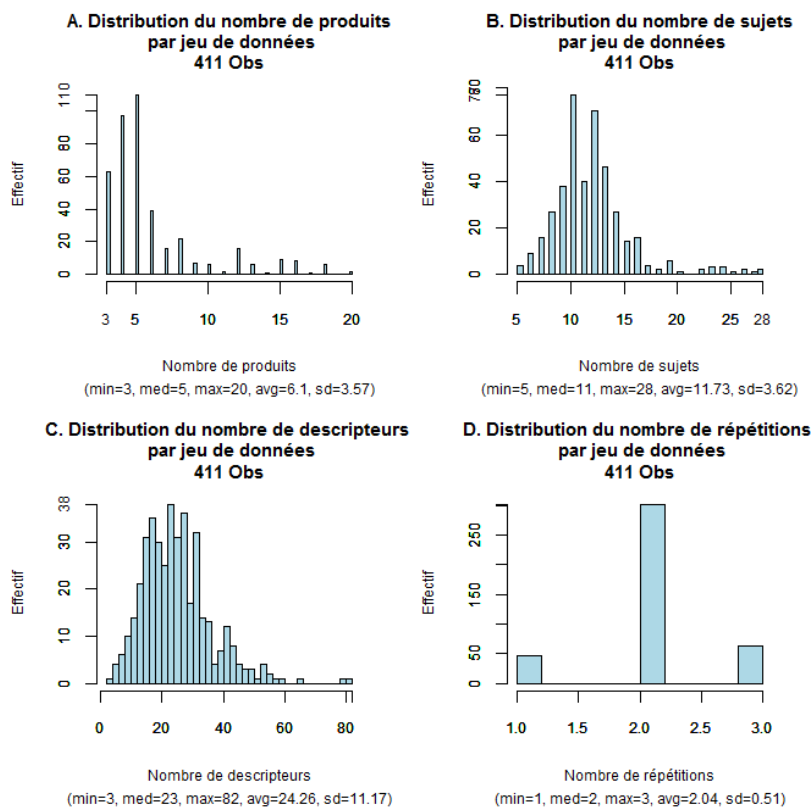 A. Distribution du nombre de produits
par jeu de données
411 Obs
Effectif
0
20
40
60
80
110
3
5
10
15
20
Nombre de produits
(min=3, med=5, max=20, avg=6.1, sd=3.57)
B. Distribution du nombre de sujets
par jeu de données
411 Obs
Effectif
0
20
40
60
5
10
15
20
25
28
Nombre de sujets
(min=5, med=11, max=28, avg=11.73, sd=3.62)
C. Distribution du nombre de descripteurs
par jeu de données
411 Obs
Effectif
0
10
20
30
38
0
20
40
60
80
Nombre de descripteurs
(min=3, med=23, max=82, avg=24.26, sd=11.17)
D. Distribution du nombre de répétitions
par jeu de données
411 Obs
Effectif
0
50
150
250
1.0
1.5
2.0
2.5
3.0
Nombre de répétitions
(min=1, med=2, max=3, avg=2.04, sd=0.51)